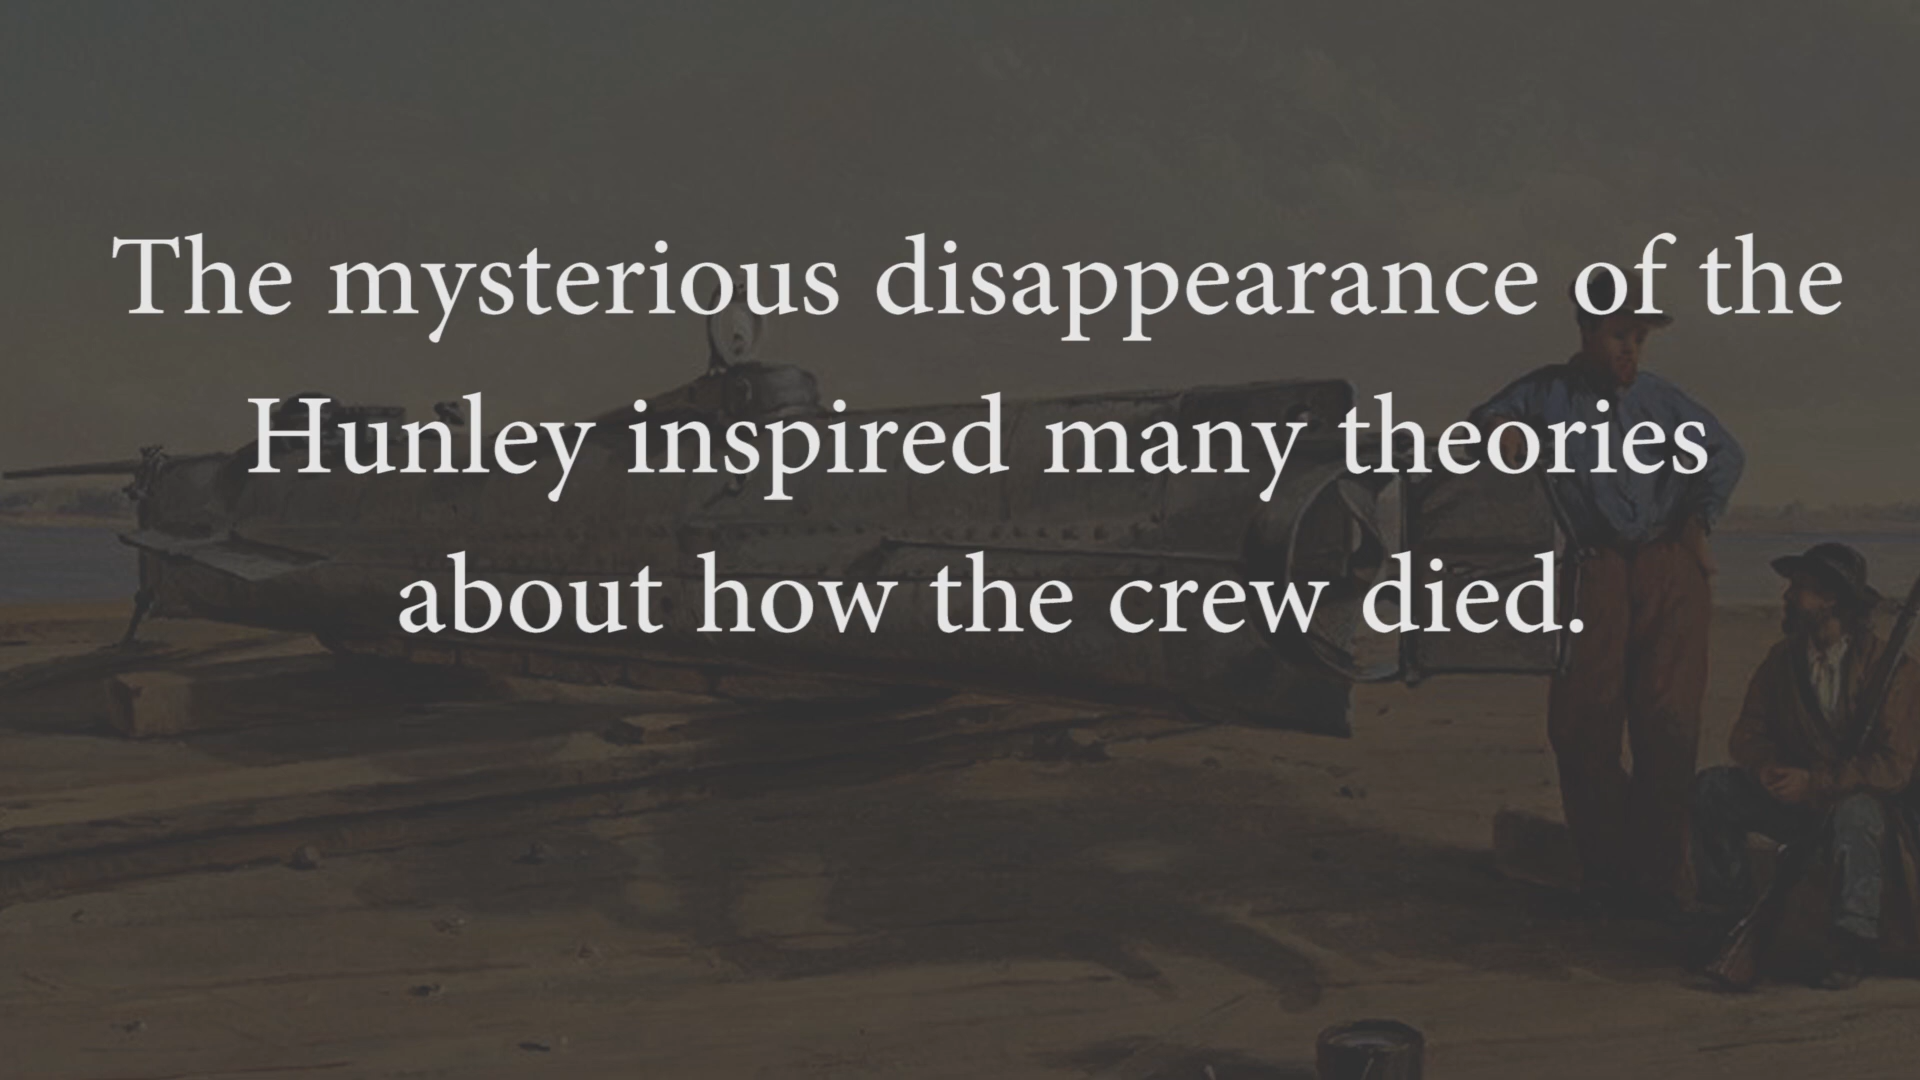 The mysterious disappearance of the
Hunley inspired many theories
about how the crew died.